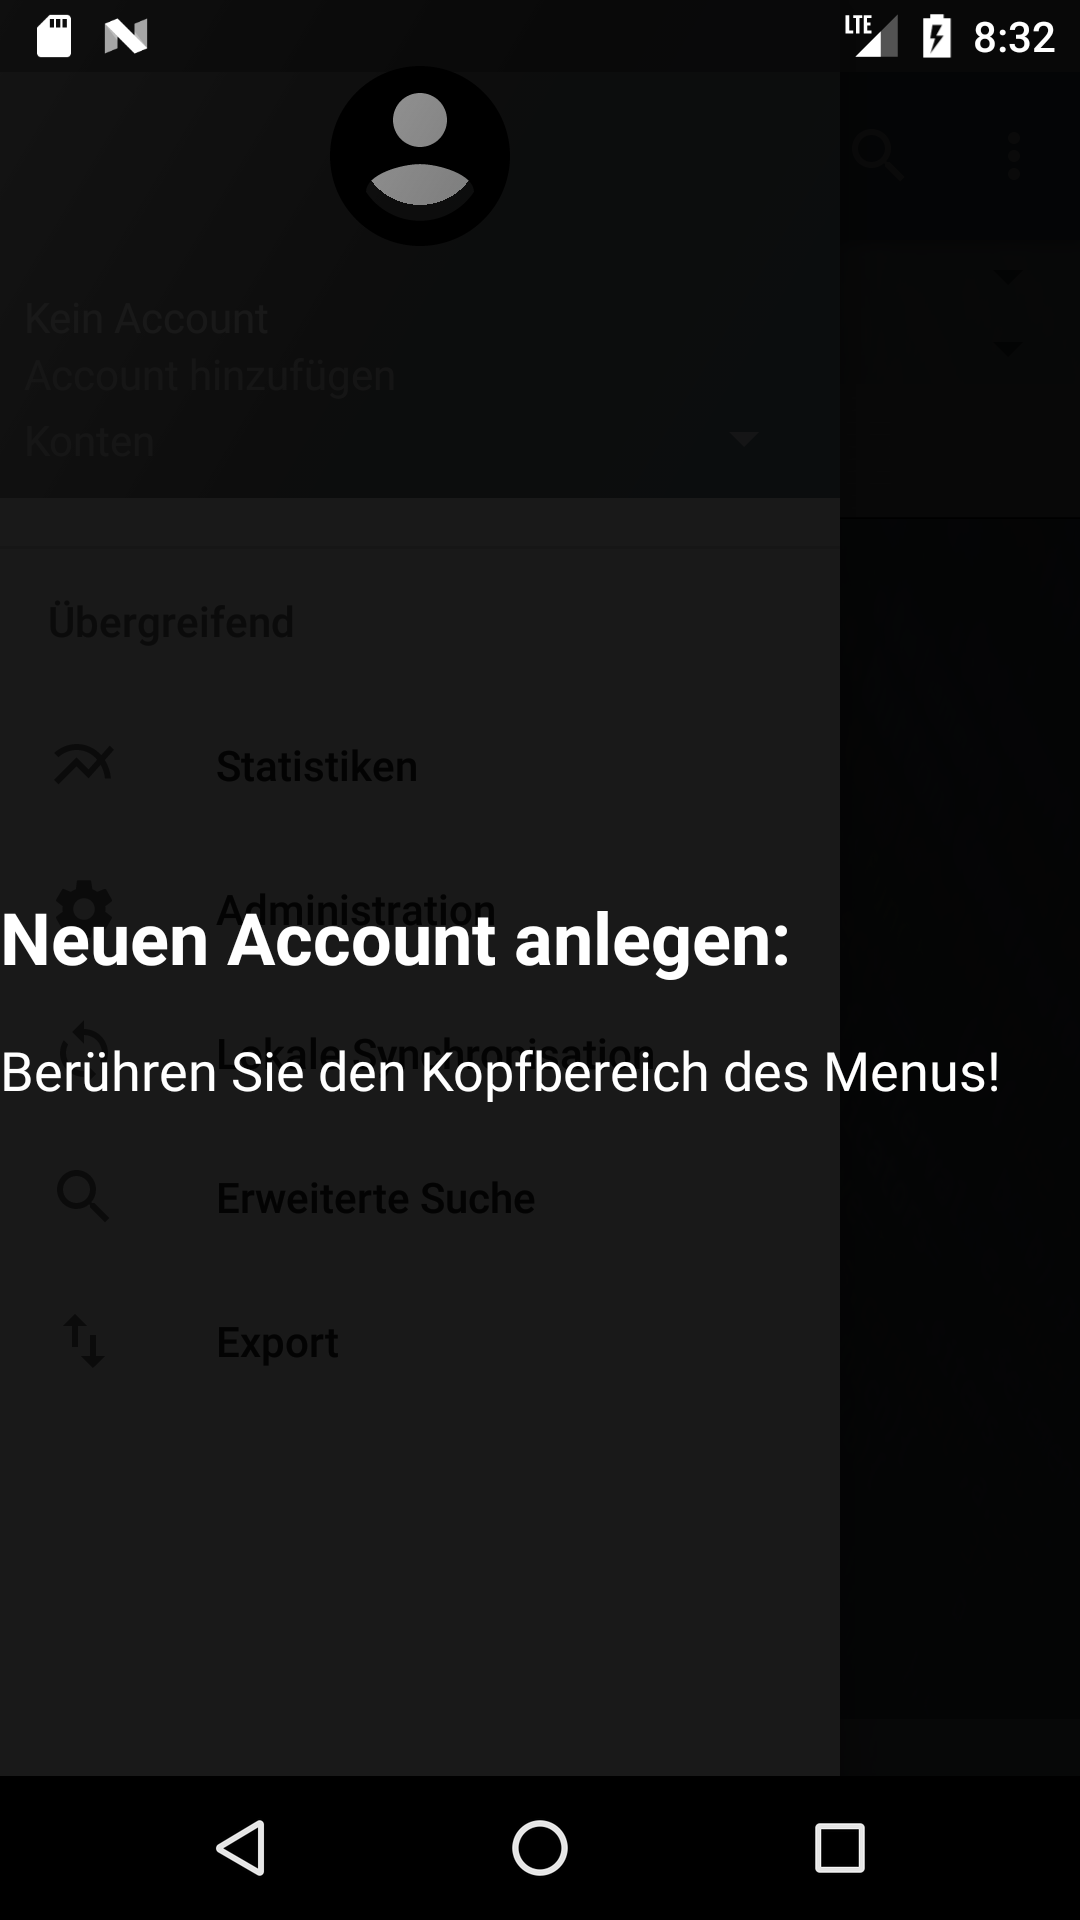 LTE 8:32
Kein Account
Account hinzufügen
Konten
Übergreifend
Statistiken
Administration
Neuen Account anlegen:
Lokale Synchronisation
Berühren Sie den Kopfbereich des Menus!
Erweiterte Suche
Export